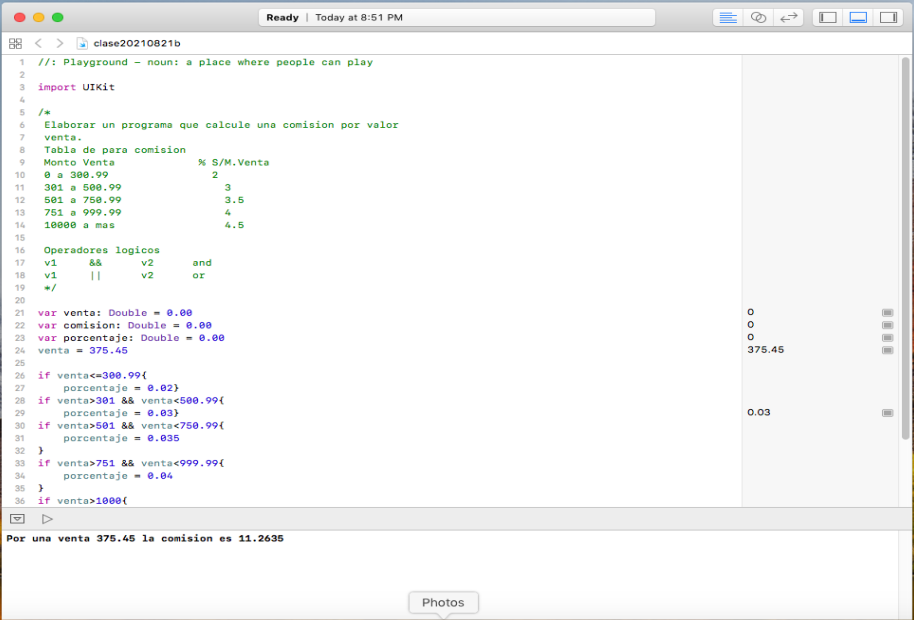 Ready | Today at 8:51 PM
clase20210821b
1 //: Playground - noun: a place where people can play
2
3 import UIKit
4
5 /*
6 Elaborar un programa que calcule una comision por valor
7 venta.
8 Tabla de para comision
9 Monto Venta % S/M.Venta
10 0 a 300.99 2
11 301 a 500.99 3
12 501 a 750.99 3.5
13 751 a 999.99 4
14 10000 a mas 4.5
15
16 Operadores logicos
17 v1 && v2 and
18 v1 || v2 or
19 */
20
21 var venta: Double = 0.00 0
22 var comision: Double = 0.00 0
23 var porcentaje: Double = 0.00 0
24 venta = 375.45 375.45
25
26 if venta<=300.99{
27 porcentaje = 0.02}
28 if venta>301 && venta<500.99{
29 porcentaje = 0.03} 0.03
30 if venta>501 && venta<750.99{
31 porcentaje = 0.035
32 }
33 if venta>751 && venta<999.99{
34 porcentaje = 0.04
35 }
36 if venta>1000{
Por una venta 375.45 la comision es 11.2635
Photos